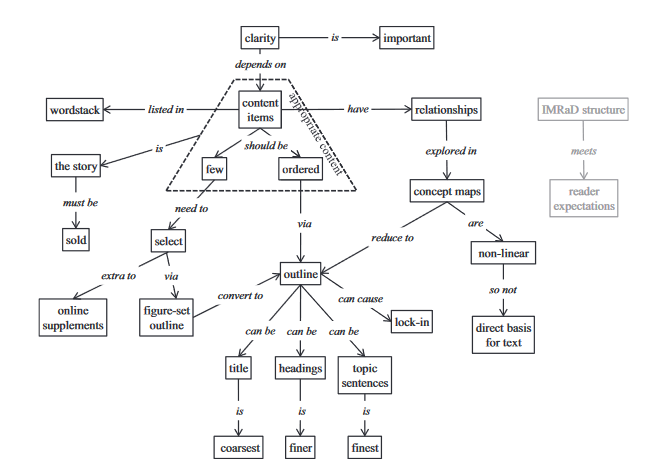 clarity is important
depends on
content
items
appropriate content
wordstack listed in
have relationships
IMRaD structure
should be
is
explored in
meets
the story
few ordered
concept maps
reader
expectations
must be
need to
via
reduce to
are
sold
select
outline
non-linear
extra to via
convert to
can cause
so not
online
supplements
figure-set
outline
lock-in
direct basis
for text
can be can be can be
title headings
topic
sentences
is is is
coarsest finer finest